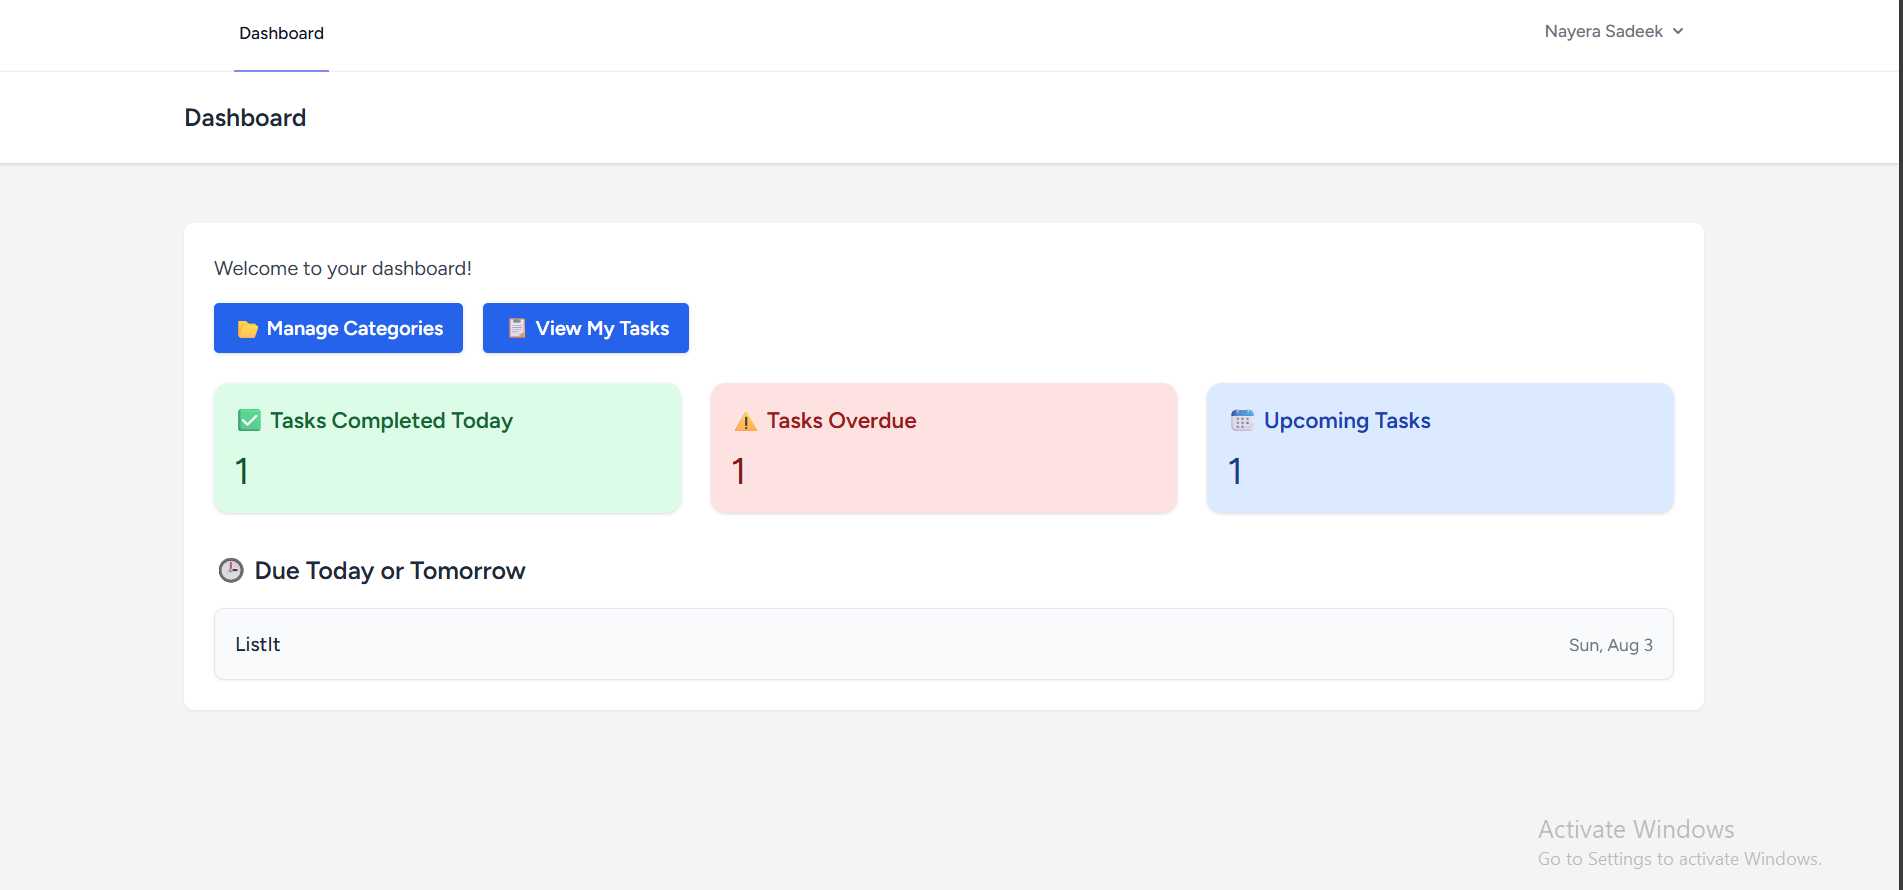 Dashboard
Nayera Sadeek
Dashboard
Welcome to your dashboard!
Manage Categories
View My Tasks
Tasks Completed Today
1
Tasks Overdue
1
Upcoming Tasks
1
Due Today or Tomorrow
ListIt
Sun, Aug 3
Activate Windows
Go to Settings to activate Windows.